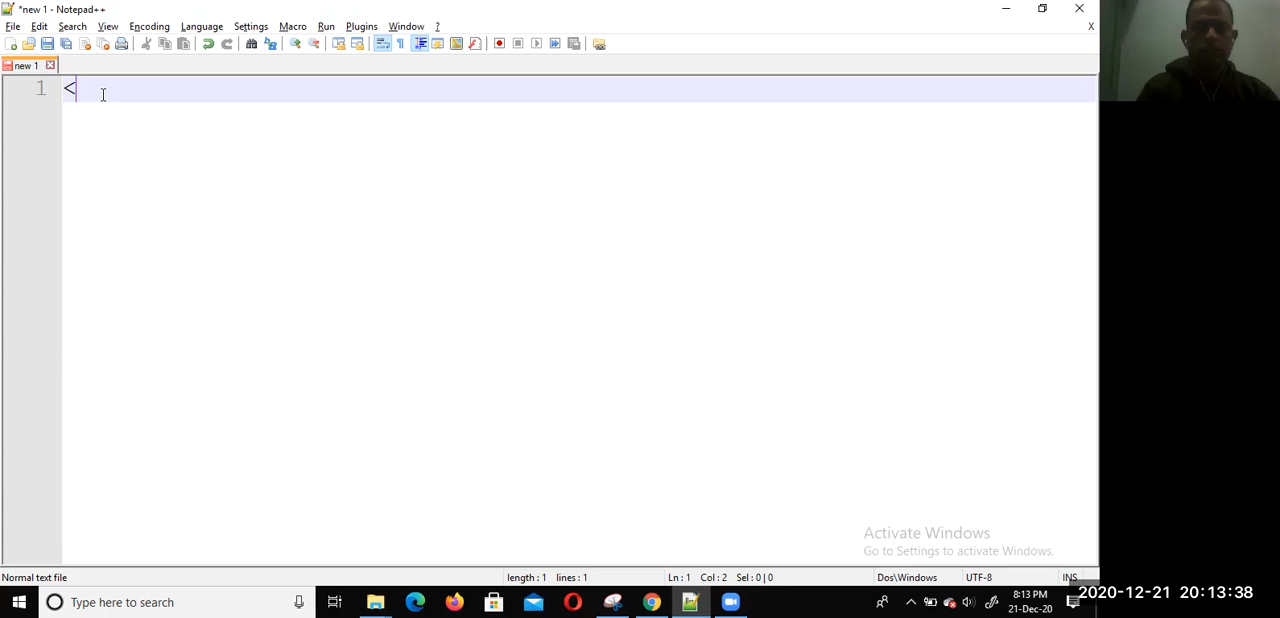 *new 1 - Notepad++
File Edit Search View Encoding Language Settings Macro Run Plugins Window ? X
new 1
1 <
Activate Windows
Go to Settings to activate Windows.
Normal text file length : 1 lines : 1 Ln : 1 Col : 2 Sel : 0 | 0 Dos\Windows UTF-8 INS
Type here to search
8:13 PM
21-Dec-20
2020-12-21 20:13:38